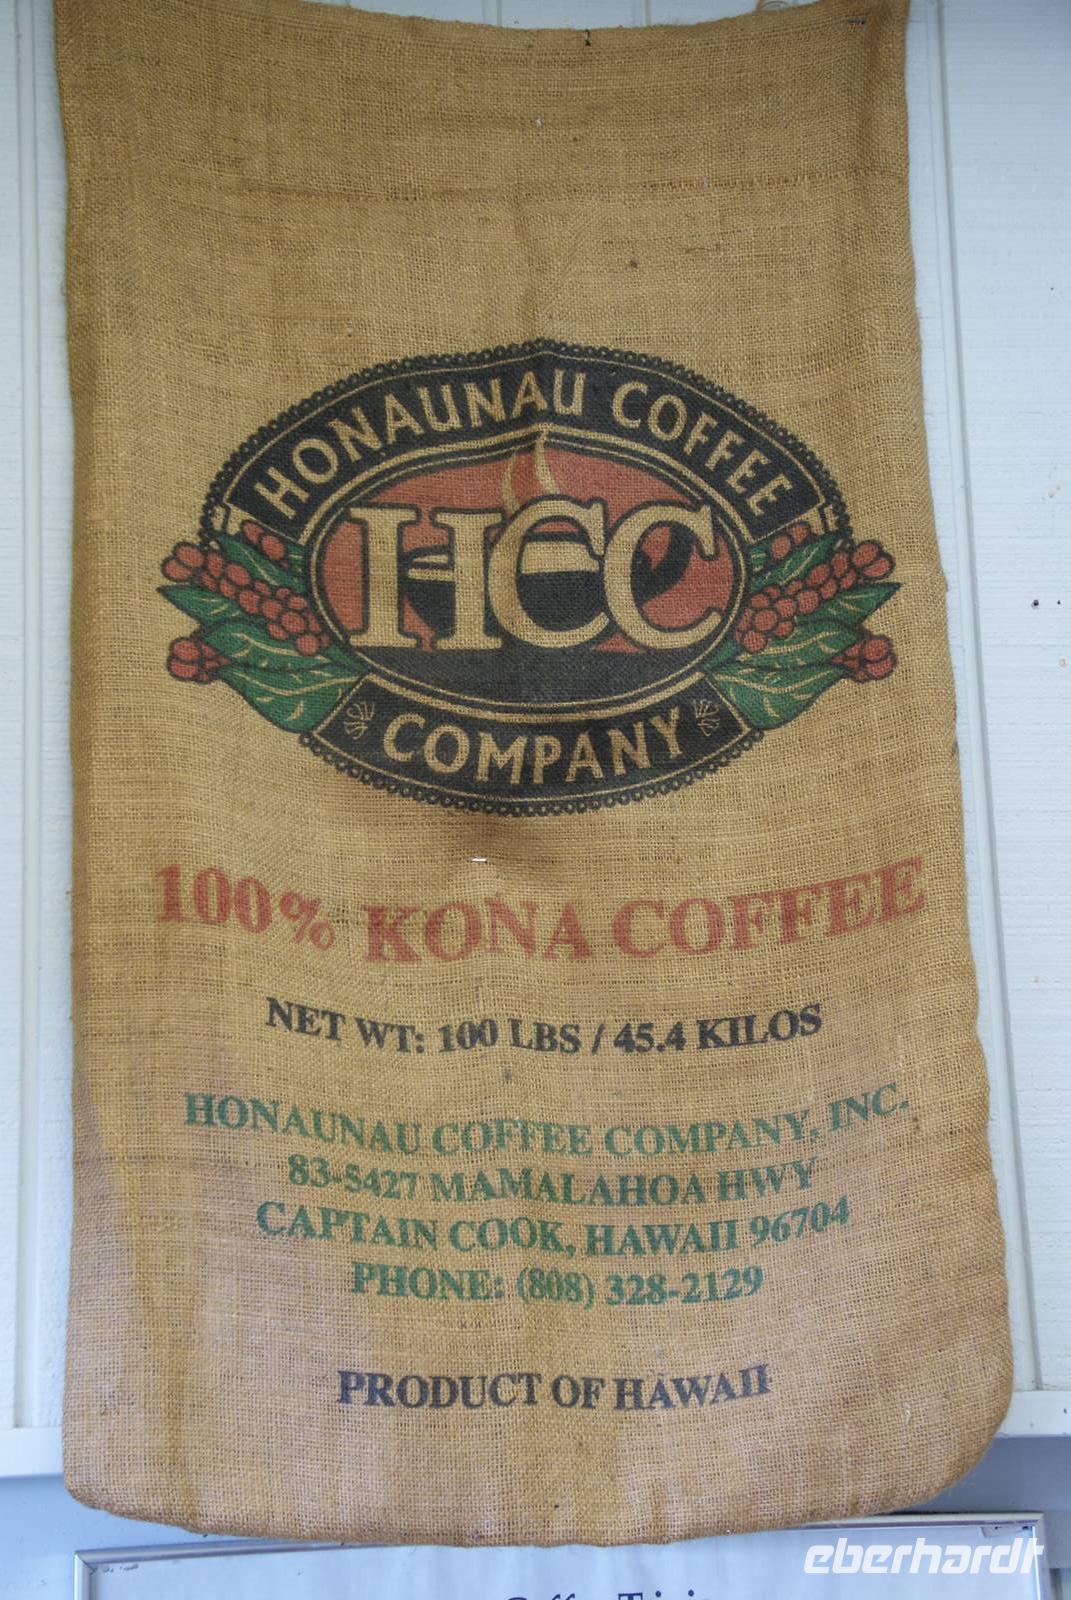 HONAUNAU COFFEE
HCC
COMPANY
100% KONA COFFEE
NET WT: 100 LBS / 45.4 KILOS
HONAUNAU COFFEE COMPANY, INC.
83-5427 MAMALAHOA HWY
CAPTAIN COOK, HAWAII 96704
PHONE: (808) 328-2129
PRODUCT OF HAWAII
eberhardt